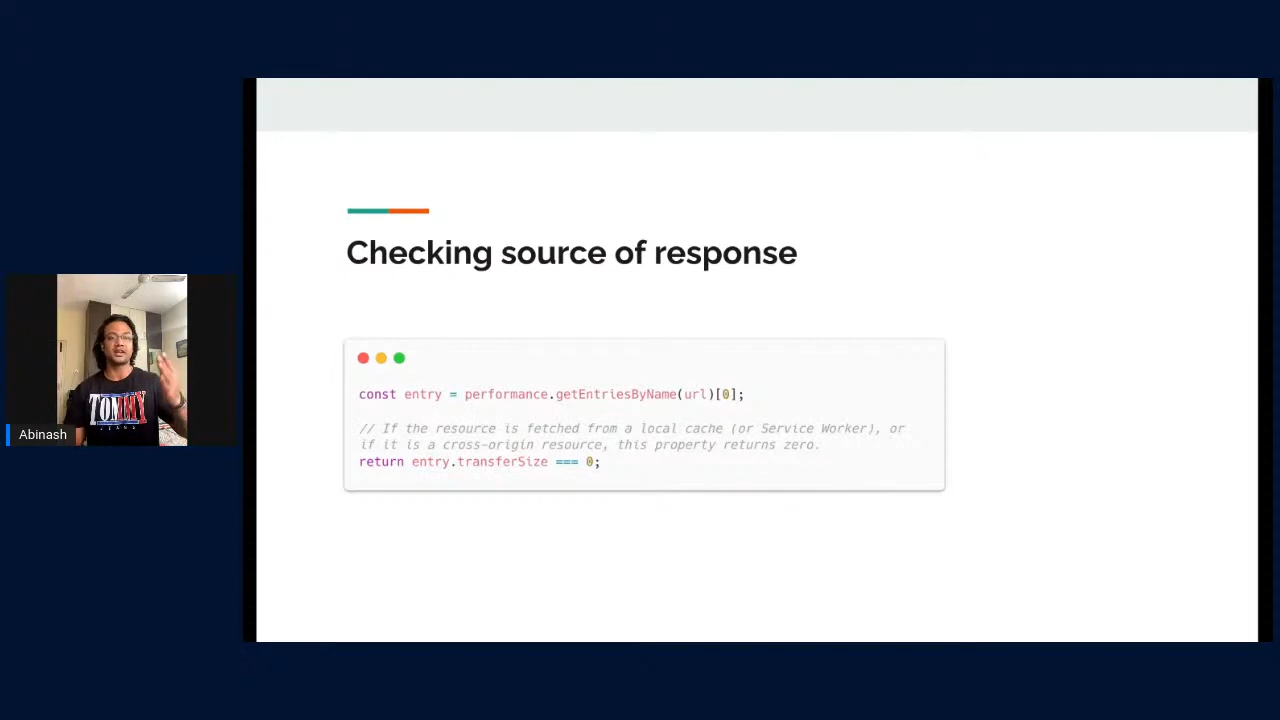 Checking source of response
const entry = performance.getEntriesByName(url)[0];
// If the resource is fetched from a local cache (or Service Worker), or
if it is a cross-origin resource, this property returns zero.
return entry.transferSize === 0;
TOMMY
Abinash